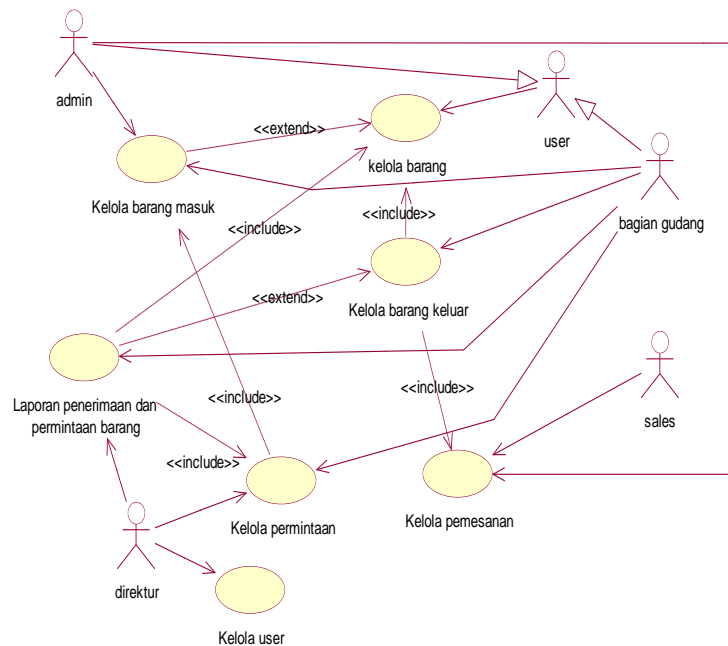 admin
user
<<extend>>
kelola barang
Kelola barang masuk
bagian gudang
<<include>>
<<include>>
<<extend>>
Kelola barang keluar
Laporan penerimaan dan
permintaan barang
<<include>>
<<include>>
sales
<<include>>
Kelola permintaan
Kelola pemesanan
direktur
Kelola user